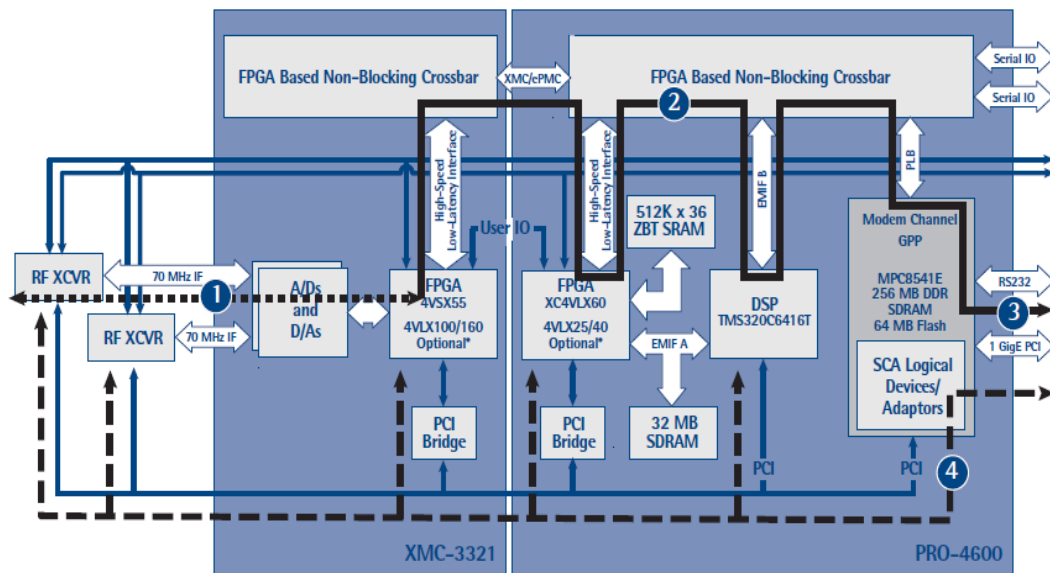 FPGA Based Non-Blocking Crossbar
XMC/ePMC
FPGA Based Non-Blocking Crossbar
Serial IO
Serial IO
2
High-Speed
Low-Latency Interface
High-Speed
Low-Latency Interface
EMIF B
PLB
512K x 36
ZBT SRAM
Modem Channel
GPP
MPC8541E
256 MB DDR
SDRAM
64 MB Flash
User IO
RF XCVR
70 MHz IF
1
A/Ds
and
D/As
FPGA
4VSX55
4VLX100/160
Optional*
FPGA
XC4VLX60
4VLX25/40
Optional*
DSP
TMS320C6416T
RS232
3
RF XCVR
70 MHz IF
EMIF A
1 GigE PCI
SCA Logical
Devices/
Adaptors
PCI
Bridge
PCI
Bridge
32 MB
SDRAM
PCI
PCI
4
XMC-3321
PRO-4600